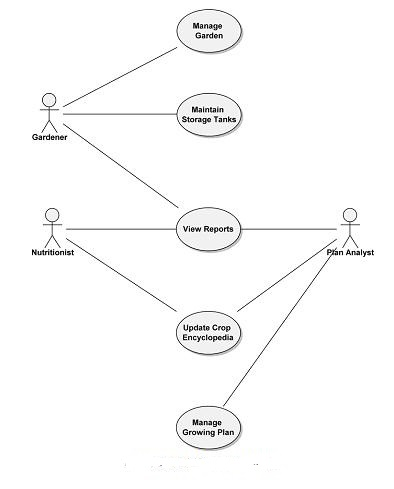 Manage
Garden
Maintain
Storage Tanks
Gardener
View Reports
Nutritionist
Plan Analyst
Update Crop
Encyclopedia
Manage
Growing Plan